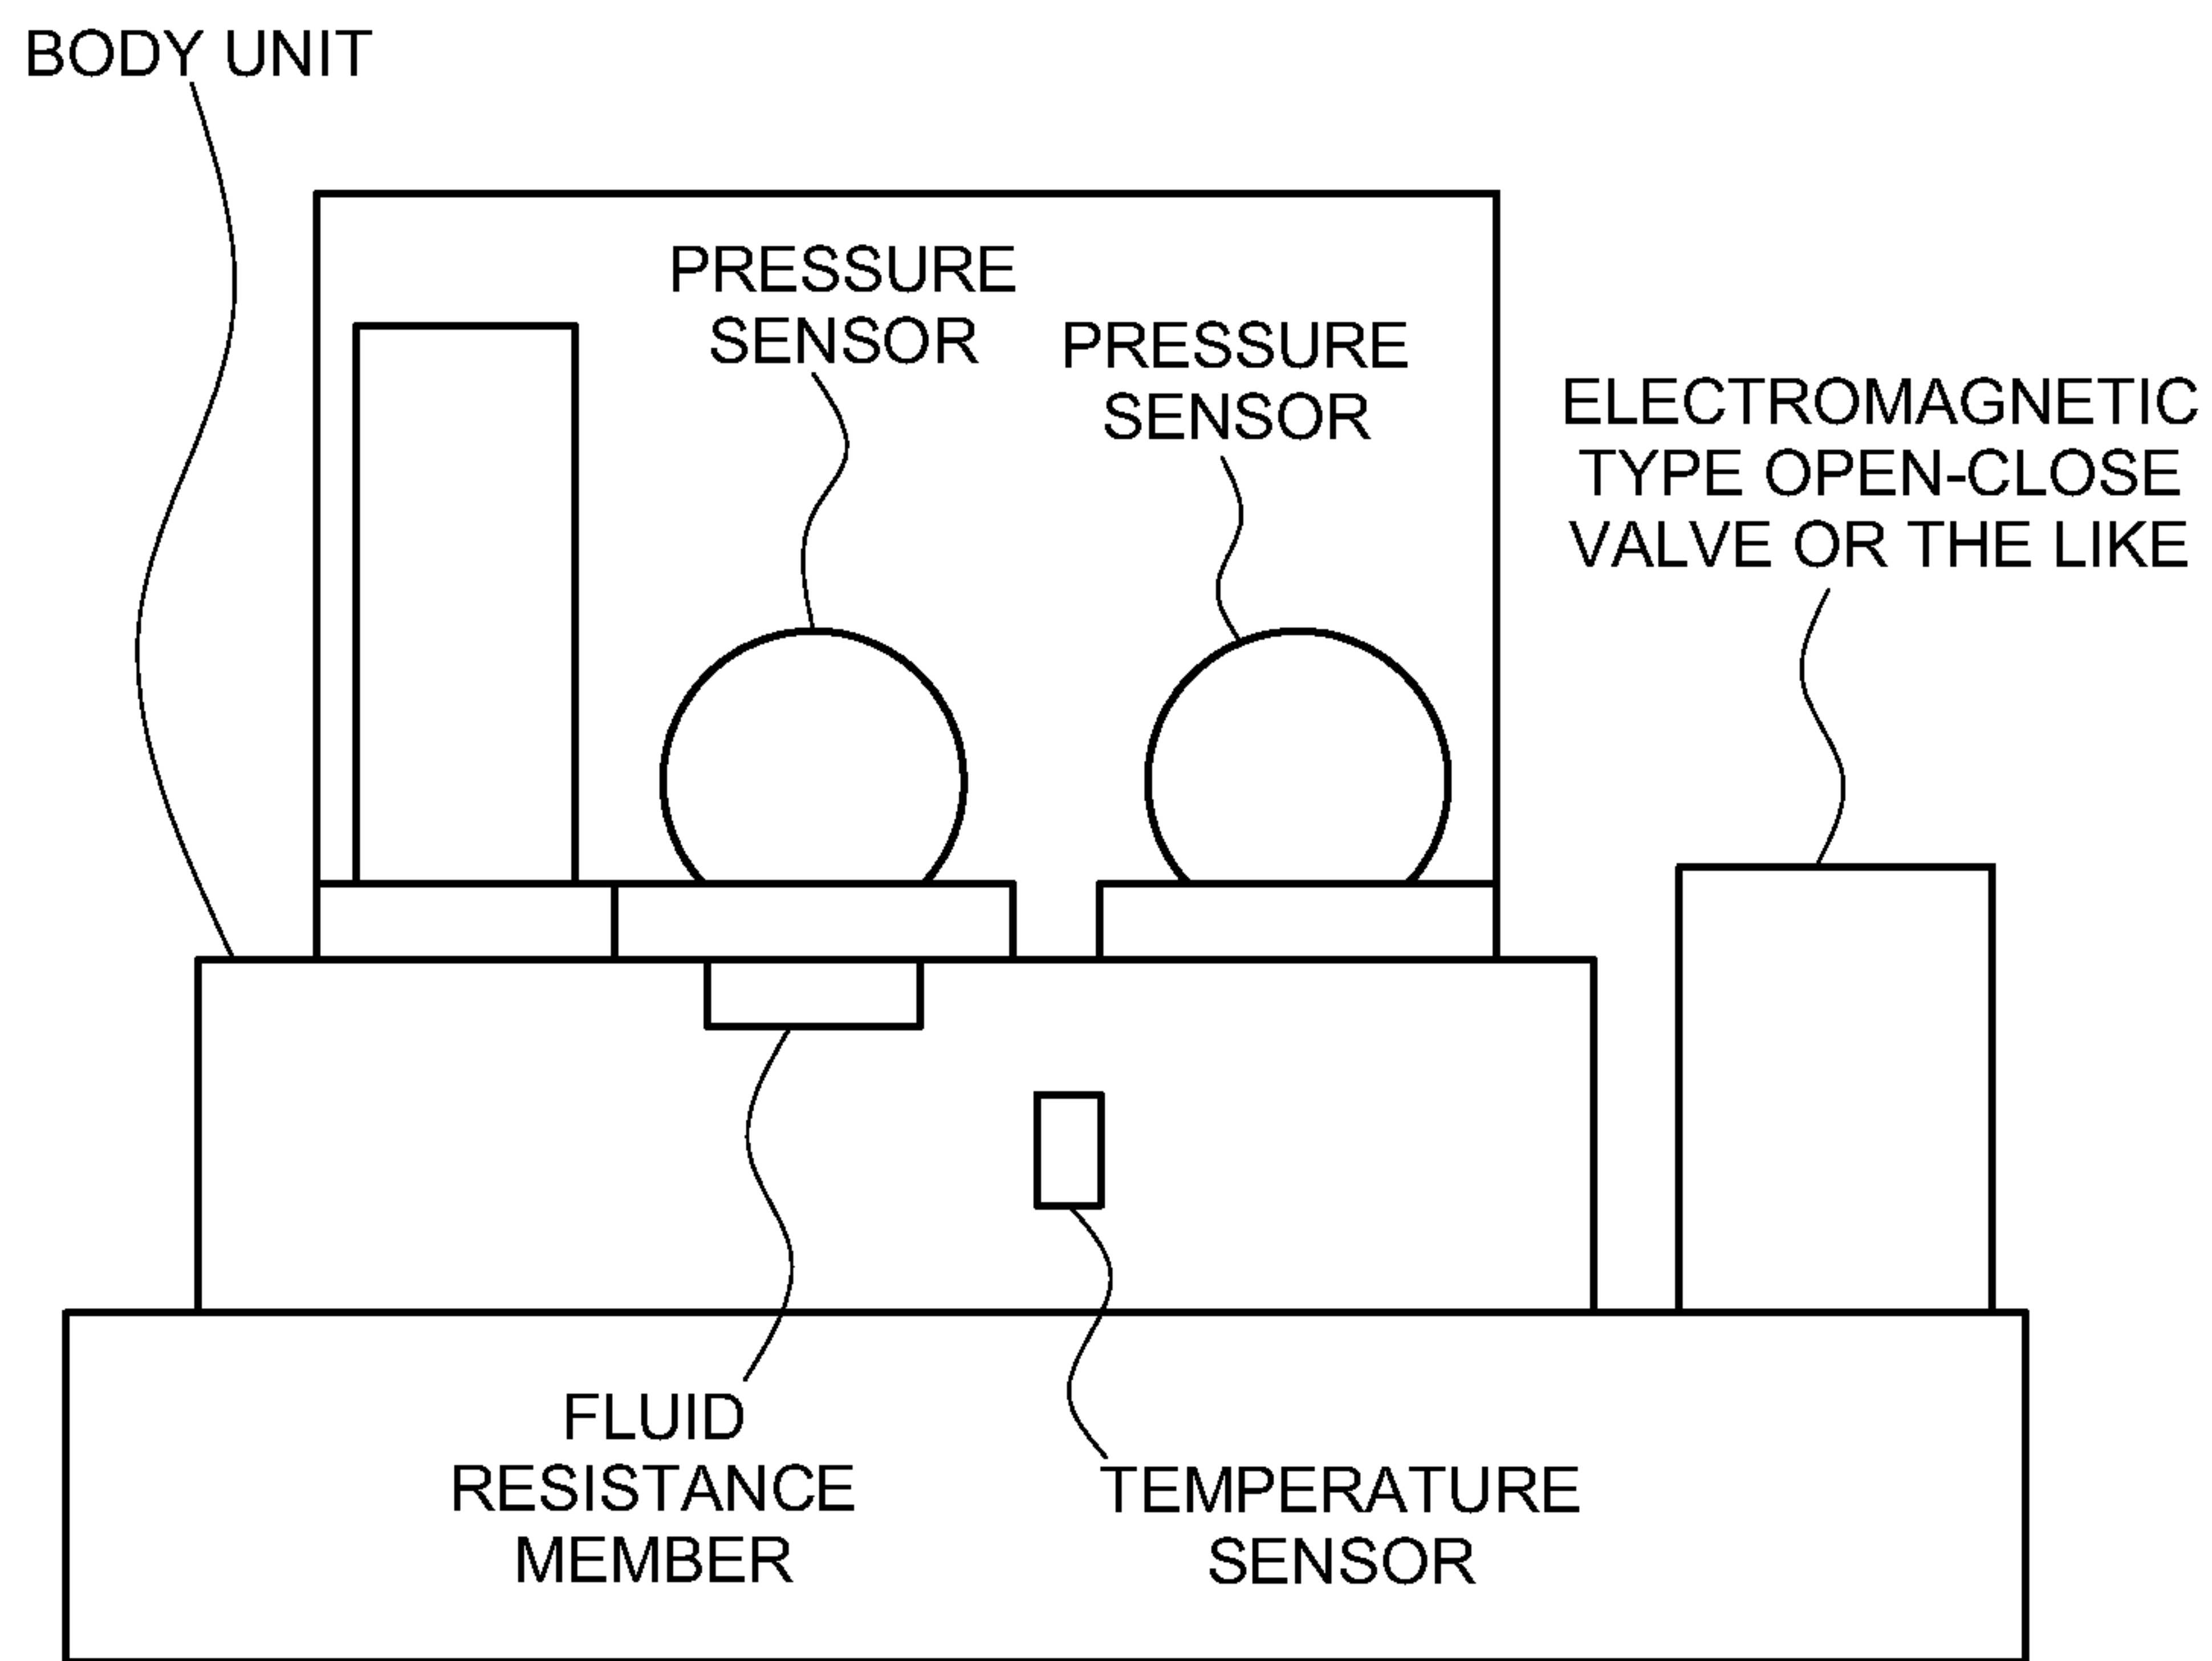 BODY UNIT
PRESSURE
SENSOR
PRESSURE
SENSOR
ELECTROMAGNETIC
TYPE OPEN-CLOSE
VALVE OR THE LIKE
FLUID
RESISTANCE
MEMBER
TEMPERATURE
SENSOR